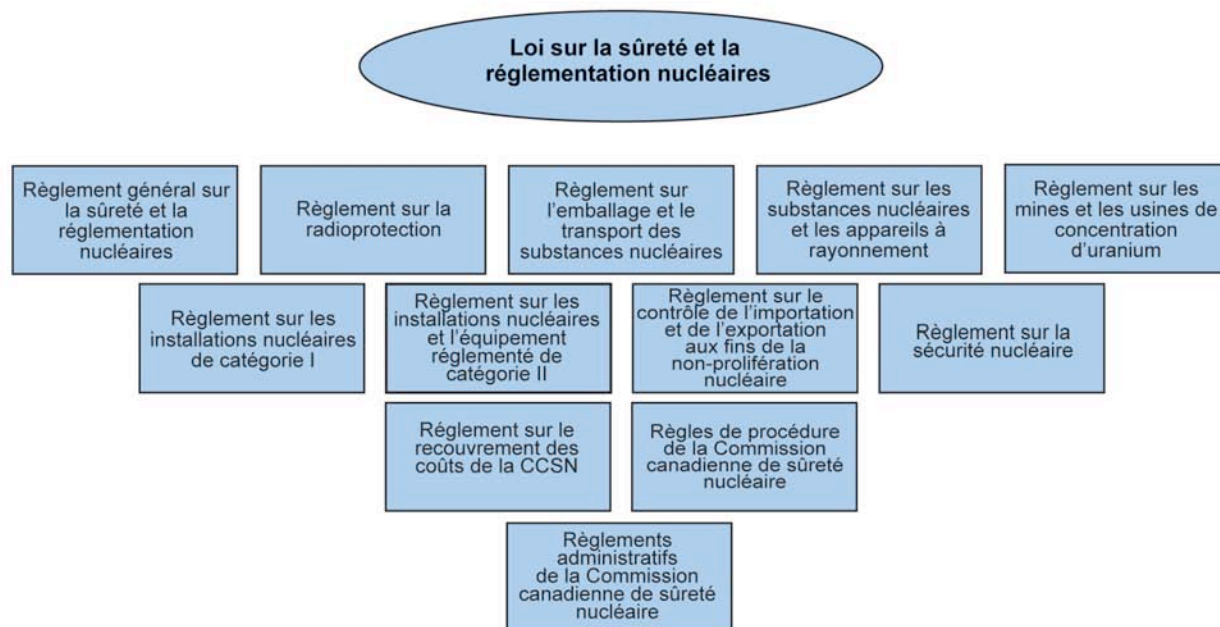 Loi sur la sûreté et la
réglementation nucléaires
Règlement général sur
la sûreté et la
réglementation
nucléaires
Règlement sur la
radioprotection
Règlement sur
l'emballage et le
transport des
substances nucléaires
Règlement sur les
substances nucléaires
et les appareils à
rayonnement
Règlement sur les
mines et les usines de
concentration
d'uranium
Règlement sur les
installations nucléaires
de catégorie I
Règlement sur les
installations nucléaires
et l'équipement
réglementé de
catégorie II
Règlement sur le
contrôle de l'importation
et de l'exportation
aux fins de la
non-prolifération
nucléaire
Règlement sur la
sécurité nucléaire
Réglement sur le
recouvrement des
coûts de la CCSN
Règles de procédure
de la Commission
canadienne de sûreté
nucléaire
Règlements
administratifs
de la Commission
canadienne de sûreté
nucléaire